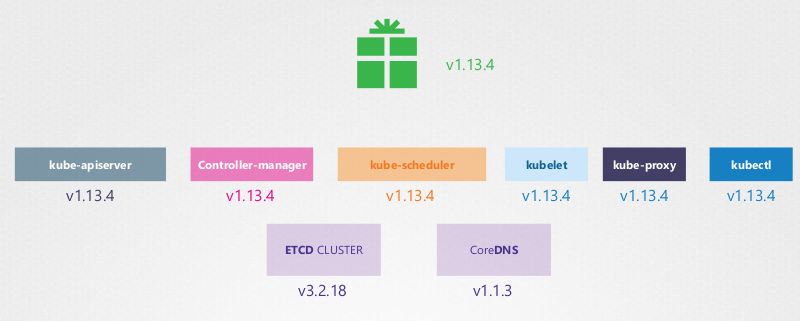 v1.13.4
kube-apiserver
Controller-manager
kube-scheduler
kubelet
kube-proxy
kubectl
v1.13.4
v1.13.4
v1.13.4
v1.13.4
v1.13.4
v1.13.4
ETCD CLUSTER
CoreDNS
v3.2.18
v1.1.3